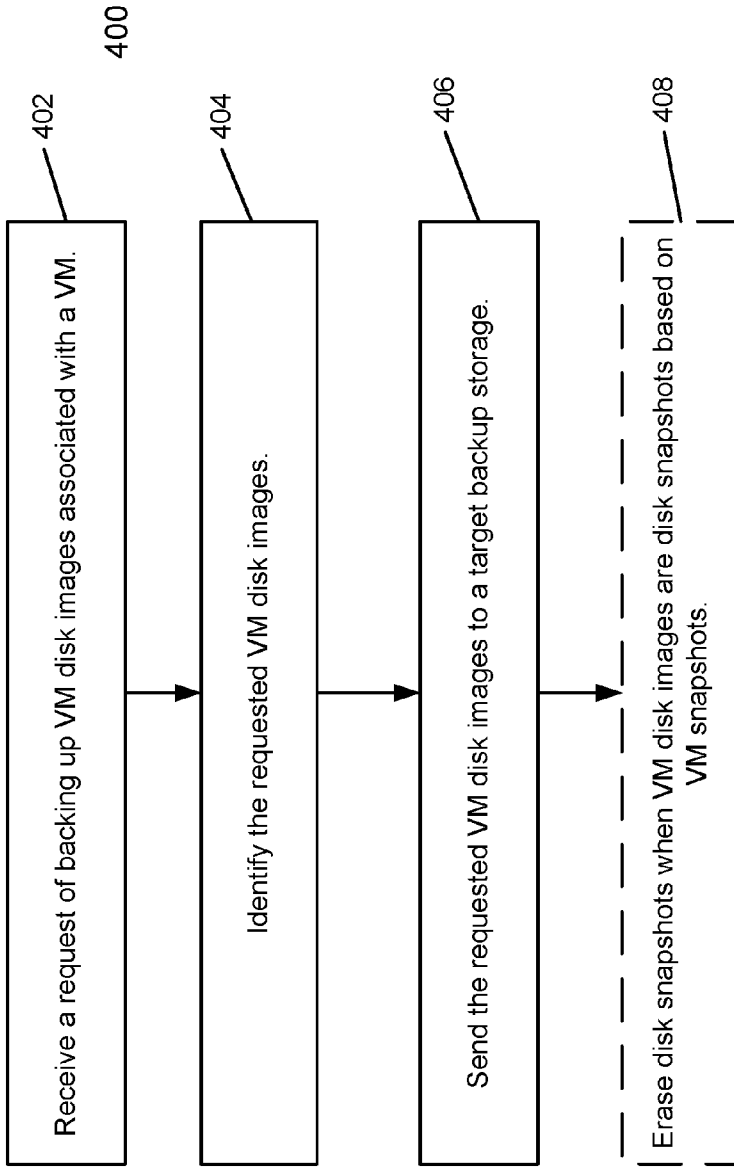 400
402
Receive a request of backing up VM disk images associated with a VM.
404
Identify the requested VM disk images.
406
Send the requested VM disk images to a target backup storage.
408
Erase disk snapshots when VM disk images are disk snapshots based on
VM snapshots.